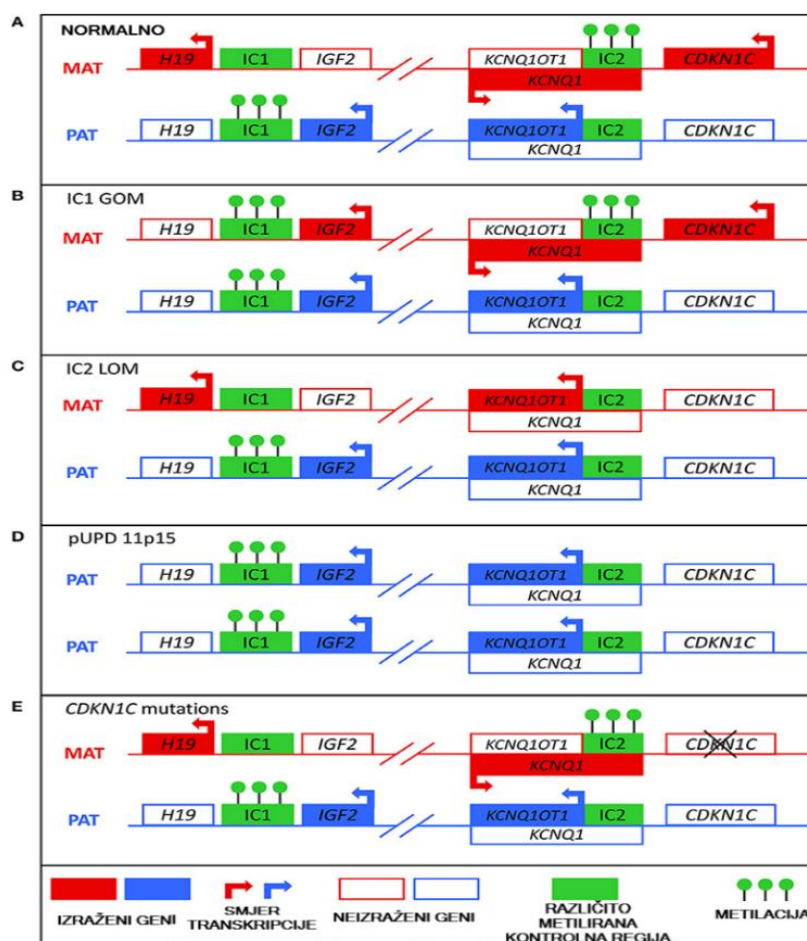 A NORMALNO
MAT H19 IC1 IGF2 KCNQ1OT1 IC2 CDKN1C
KCNQ1
PAT H19 IC1 IGF2 KCNQ1OT1 IC2 CDKN1C
KCNQ1
B IC1 GOM
MAT H19 IC1 IGF2 KCNQ1OT1 IC2 CDKN1C
KCNQ1
PAT H19 IC1 IGF2 KCNQ1OT1 IC2 CDKN1C
KCNQ1
C IC2 LOM
MAT H19 IC1 IGF2 KCNQ1OT1 IC2 CDKN1C
KCNQ1
PAT H19 IC1 IGF2 KCNQ1OT1 IC2 CDKN1C
KCNQ1
D pUPD 11p15
PAT H19 IC1 IGF2 KCNQ1OT1 IC2 CDKN1C
KCNQ1
PAT H19 IC1 IGF2 KCNQ1OT1 IC2 CDKN1C
KCNQ1
E CDKN1C mutations
MAT H19 IC1 IGF2 KCNQ1OT1 IC2 CDKN1C
KCNQ1
PAT H19 IC1 IGF2 KCNQ1OT1 IC2 CDKN1C
KCNQ1
IZRAŽENI GENI
SMJER
TRANSKRIPCIJE
NEIZRAŽENI GENI
RAZLIČITO
METILIRANA
KONTROLNA REGIJA
METILACIJA